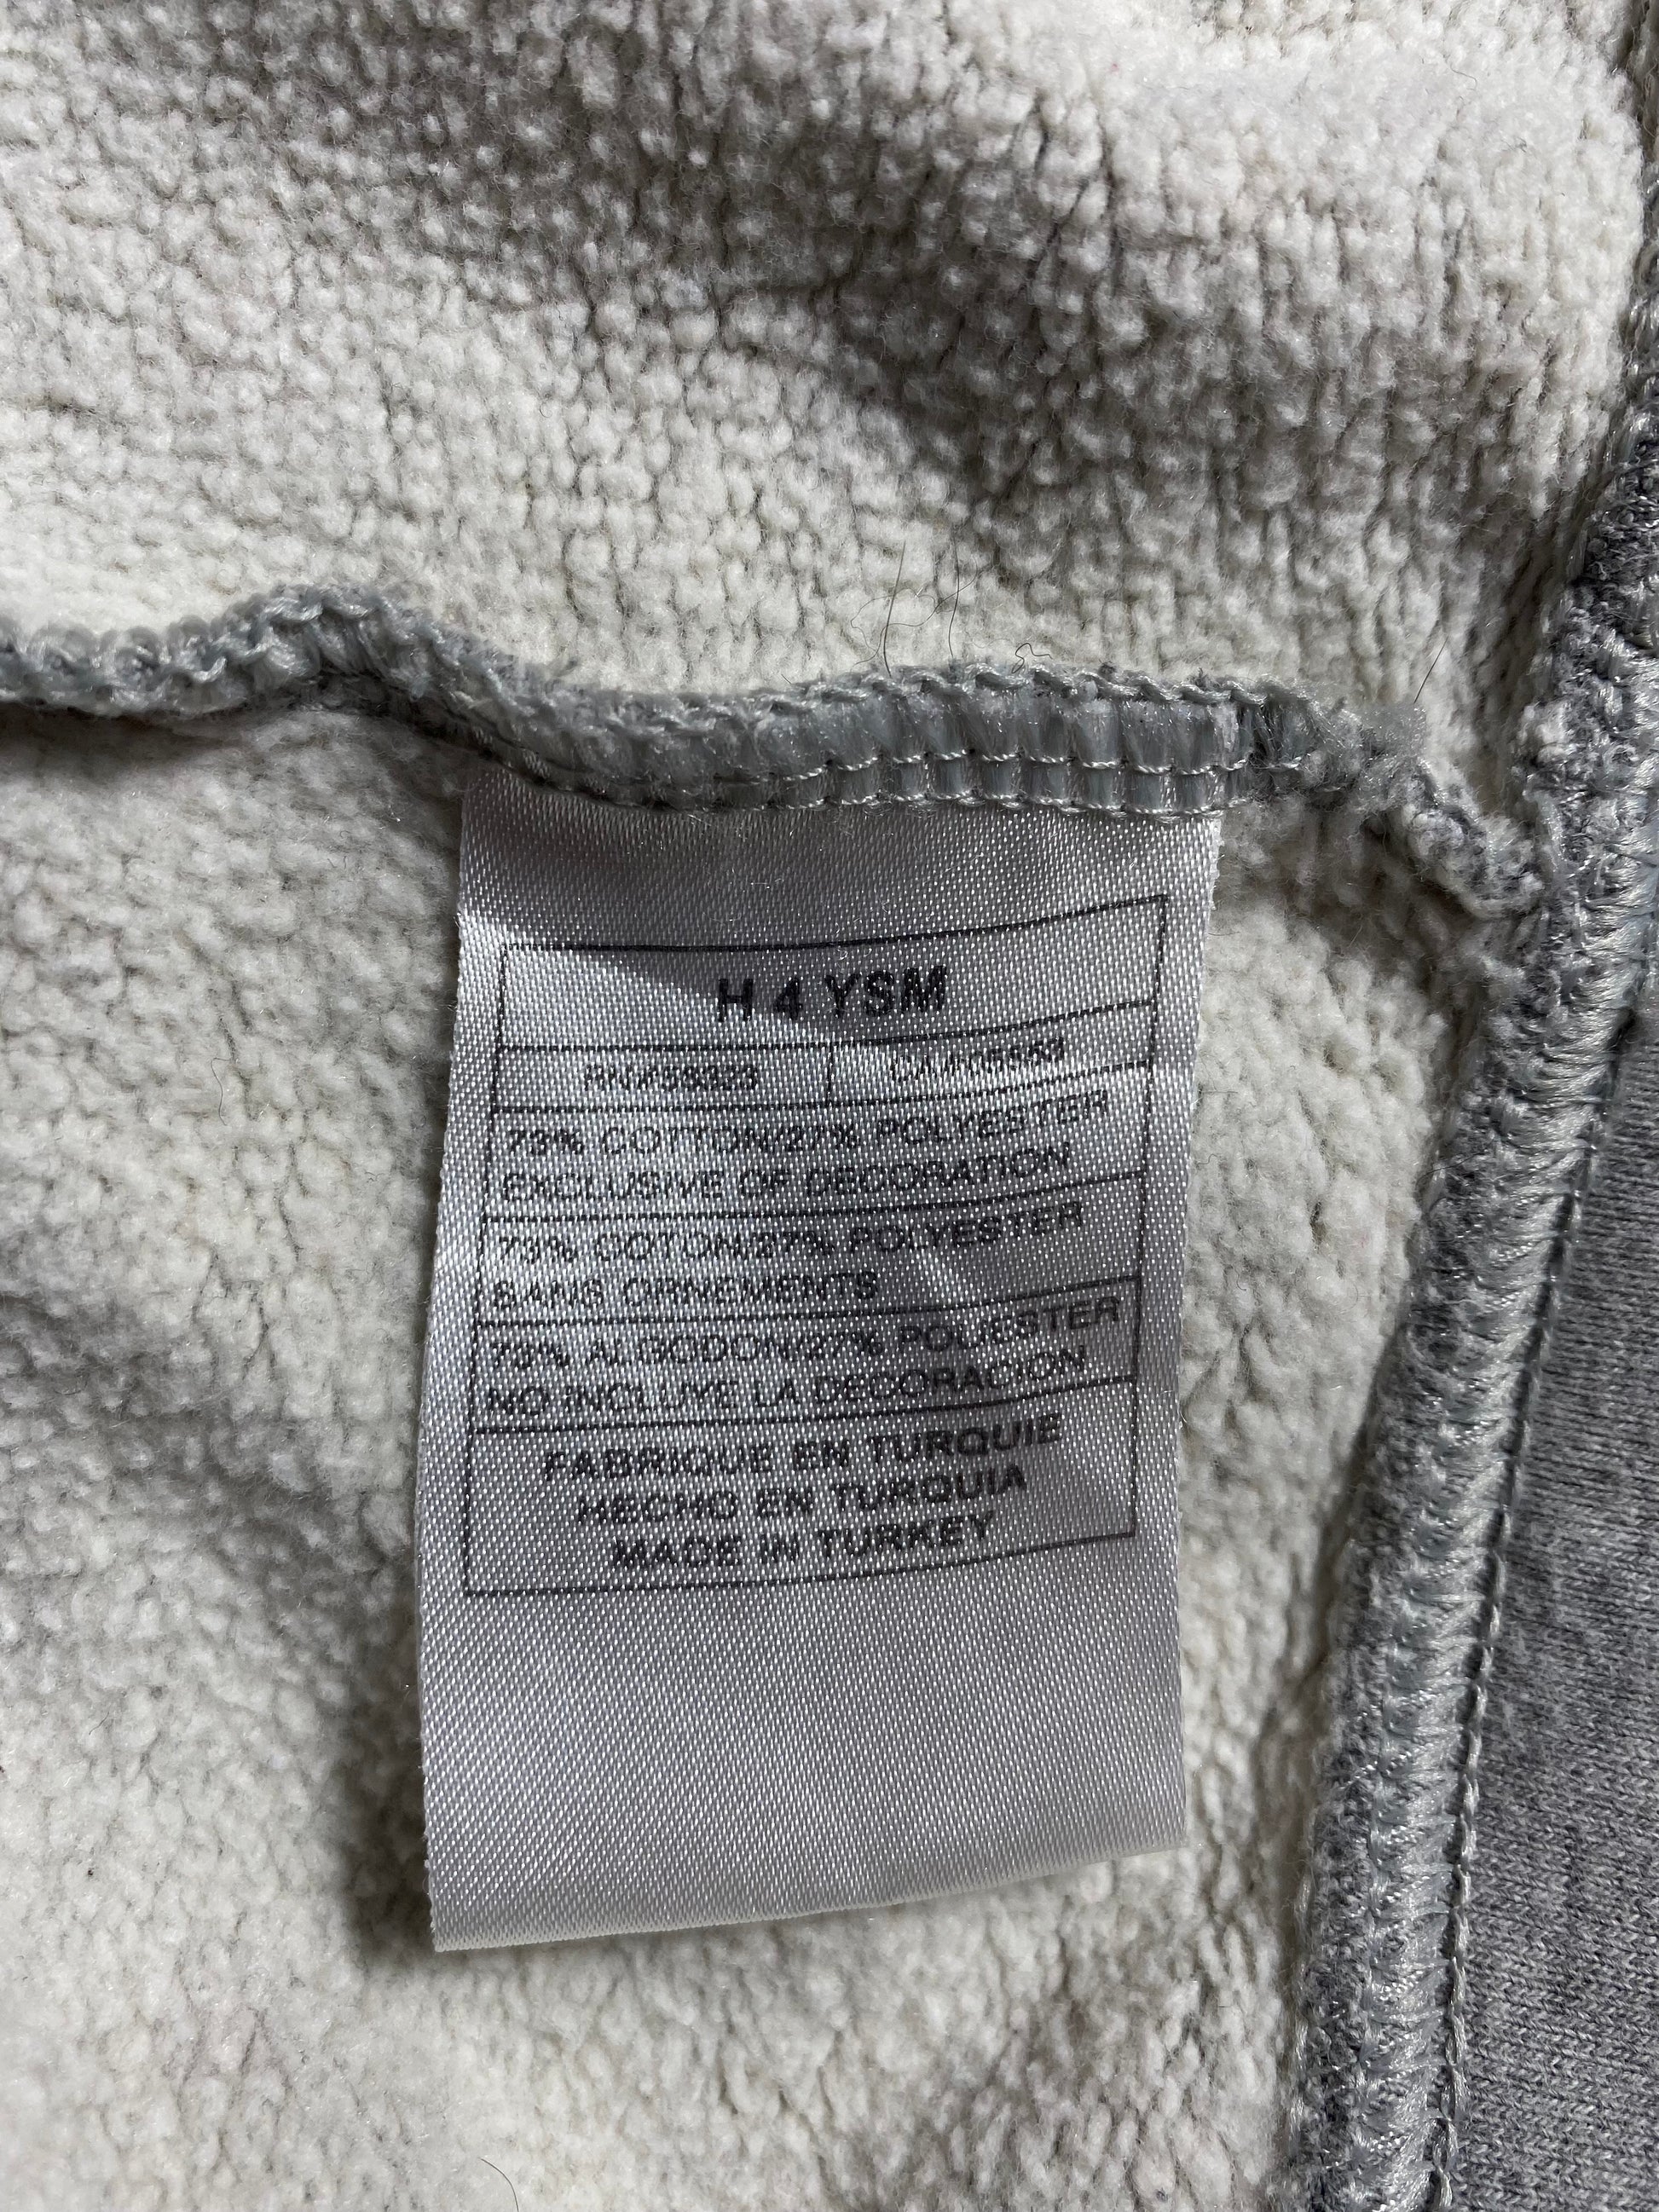 H 4 YSM
73% COTTON/27% POLYESTER
EXCLUSIVE OF DECORATION
73% COTON/27% POLYESTER
SANS ORNEMENTS
73% ALGODON/27% POLIESTER
NO INCLUYE LA DECORACION
FABRIQUE EN TURQUIE
HECHO EN TURQUIA
MADE IN TURKEY